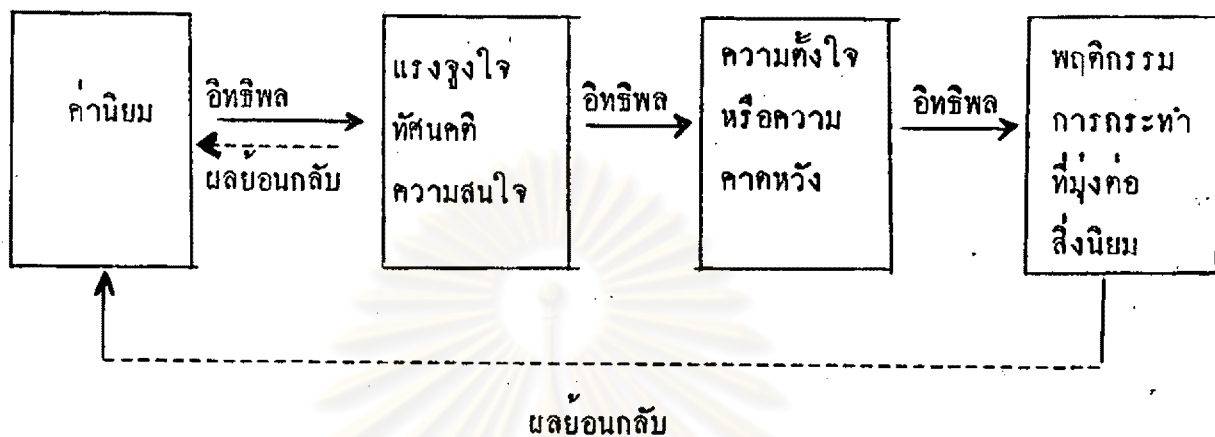 ค่านิยม
อิทธิพล
ผลย้อนกลับ
แรงจูงใจ
ทัศนคติ
ความสนใจ
อิทธิพล
ความตั้งใจ
หรือความ
คาดหวัง
อิทธิพล
พฤติกรรม
การกระทำ
ที่มุ่งต่อ
สิ่งนิยม
ผลย้อนกลับ